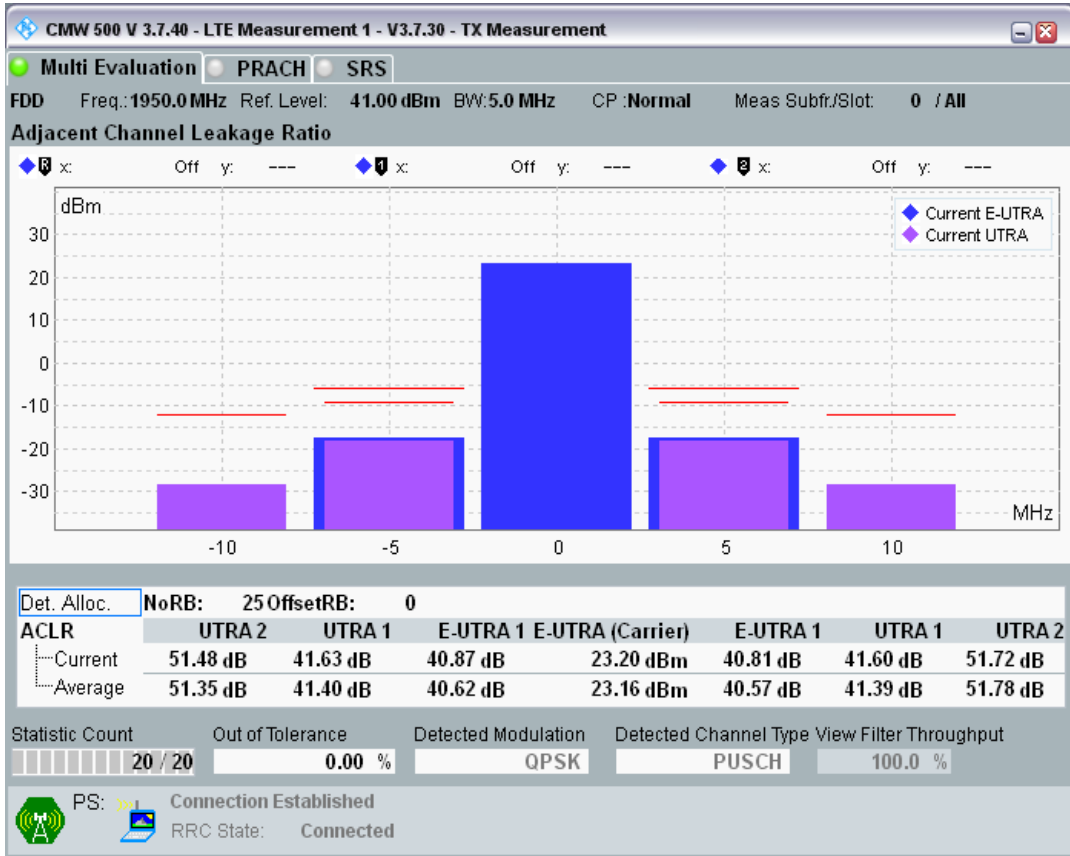 CMW 500 V 3.7.40 - LTE Measurement 1 - V3.7.30 - TX Measurement
Multi Evaluation PRACH SRS
FDD Freq.: 1950.0 MHz Ref. Level: 41.00 dBm BW: 5.0 MHz CP : Normal Meas Subfr./Slot: 0 / All
Adjacent Channel Leakage Ratio
R x: Off y: --- 1 x: Off y: --- 2 x: Off y: ---
dBm
Current E-UTRA
Current UTRA
30
20
10
0
-10
-20
-30
MHz
-10 -5 0 5 10
Det. Alloc. NoRB: 25 OffsetRB: 0
ACLR UTRA 2 UTRA 1 E-UTRA 1 E-UTRA (Carrier) E-UTRA 1 UTRA 1 UTRA 2
Current 51.48 dB 41.63 dB 40.87 dB 23.20 dBm 40.81 dB 41.60 dB 51.72 dB
Average 51.35 dB 41.40 dB 40.62 dB 23.16 dBm 40.57 dB 41.39 dB 51.78 dB
Statistic Count Out of Tolerance Detected Modulation Detected Channel Type View Filter Throughput
20 / 20 0.00 % QPSK PUSCH 100.0 %
PS: Connection Established
RRC State: Connected